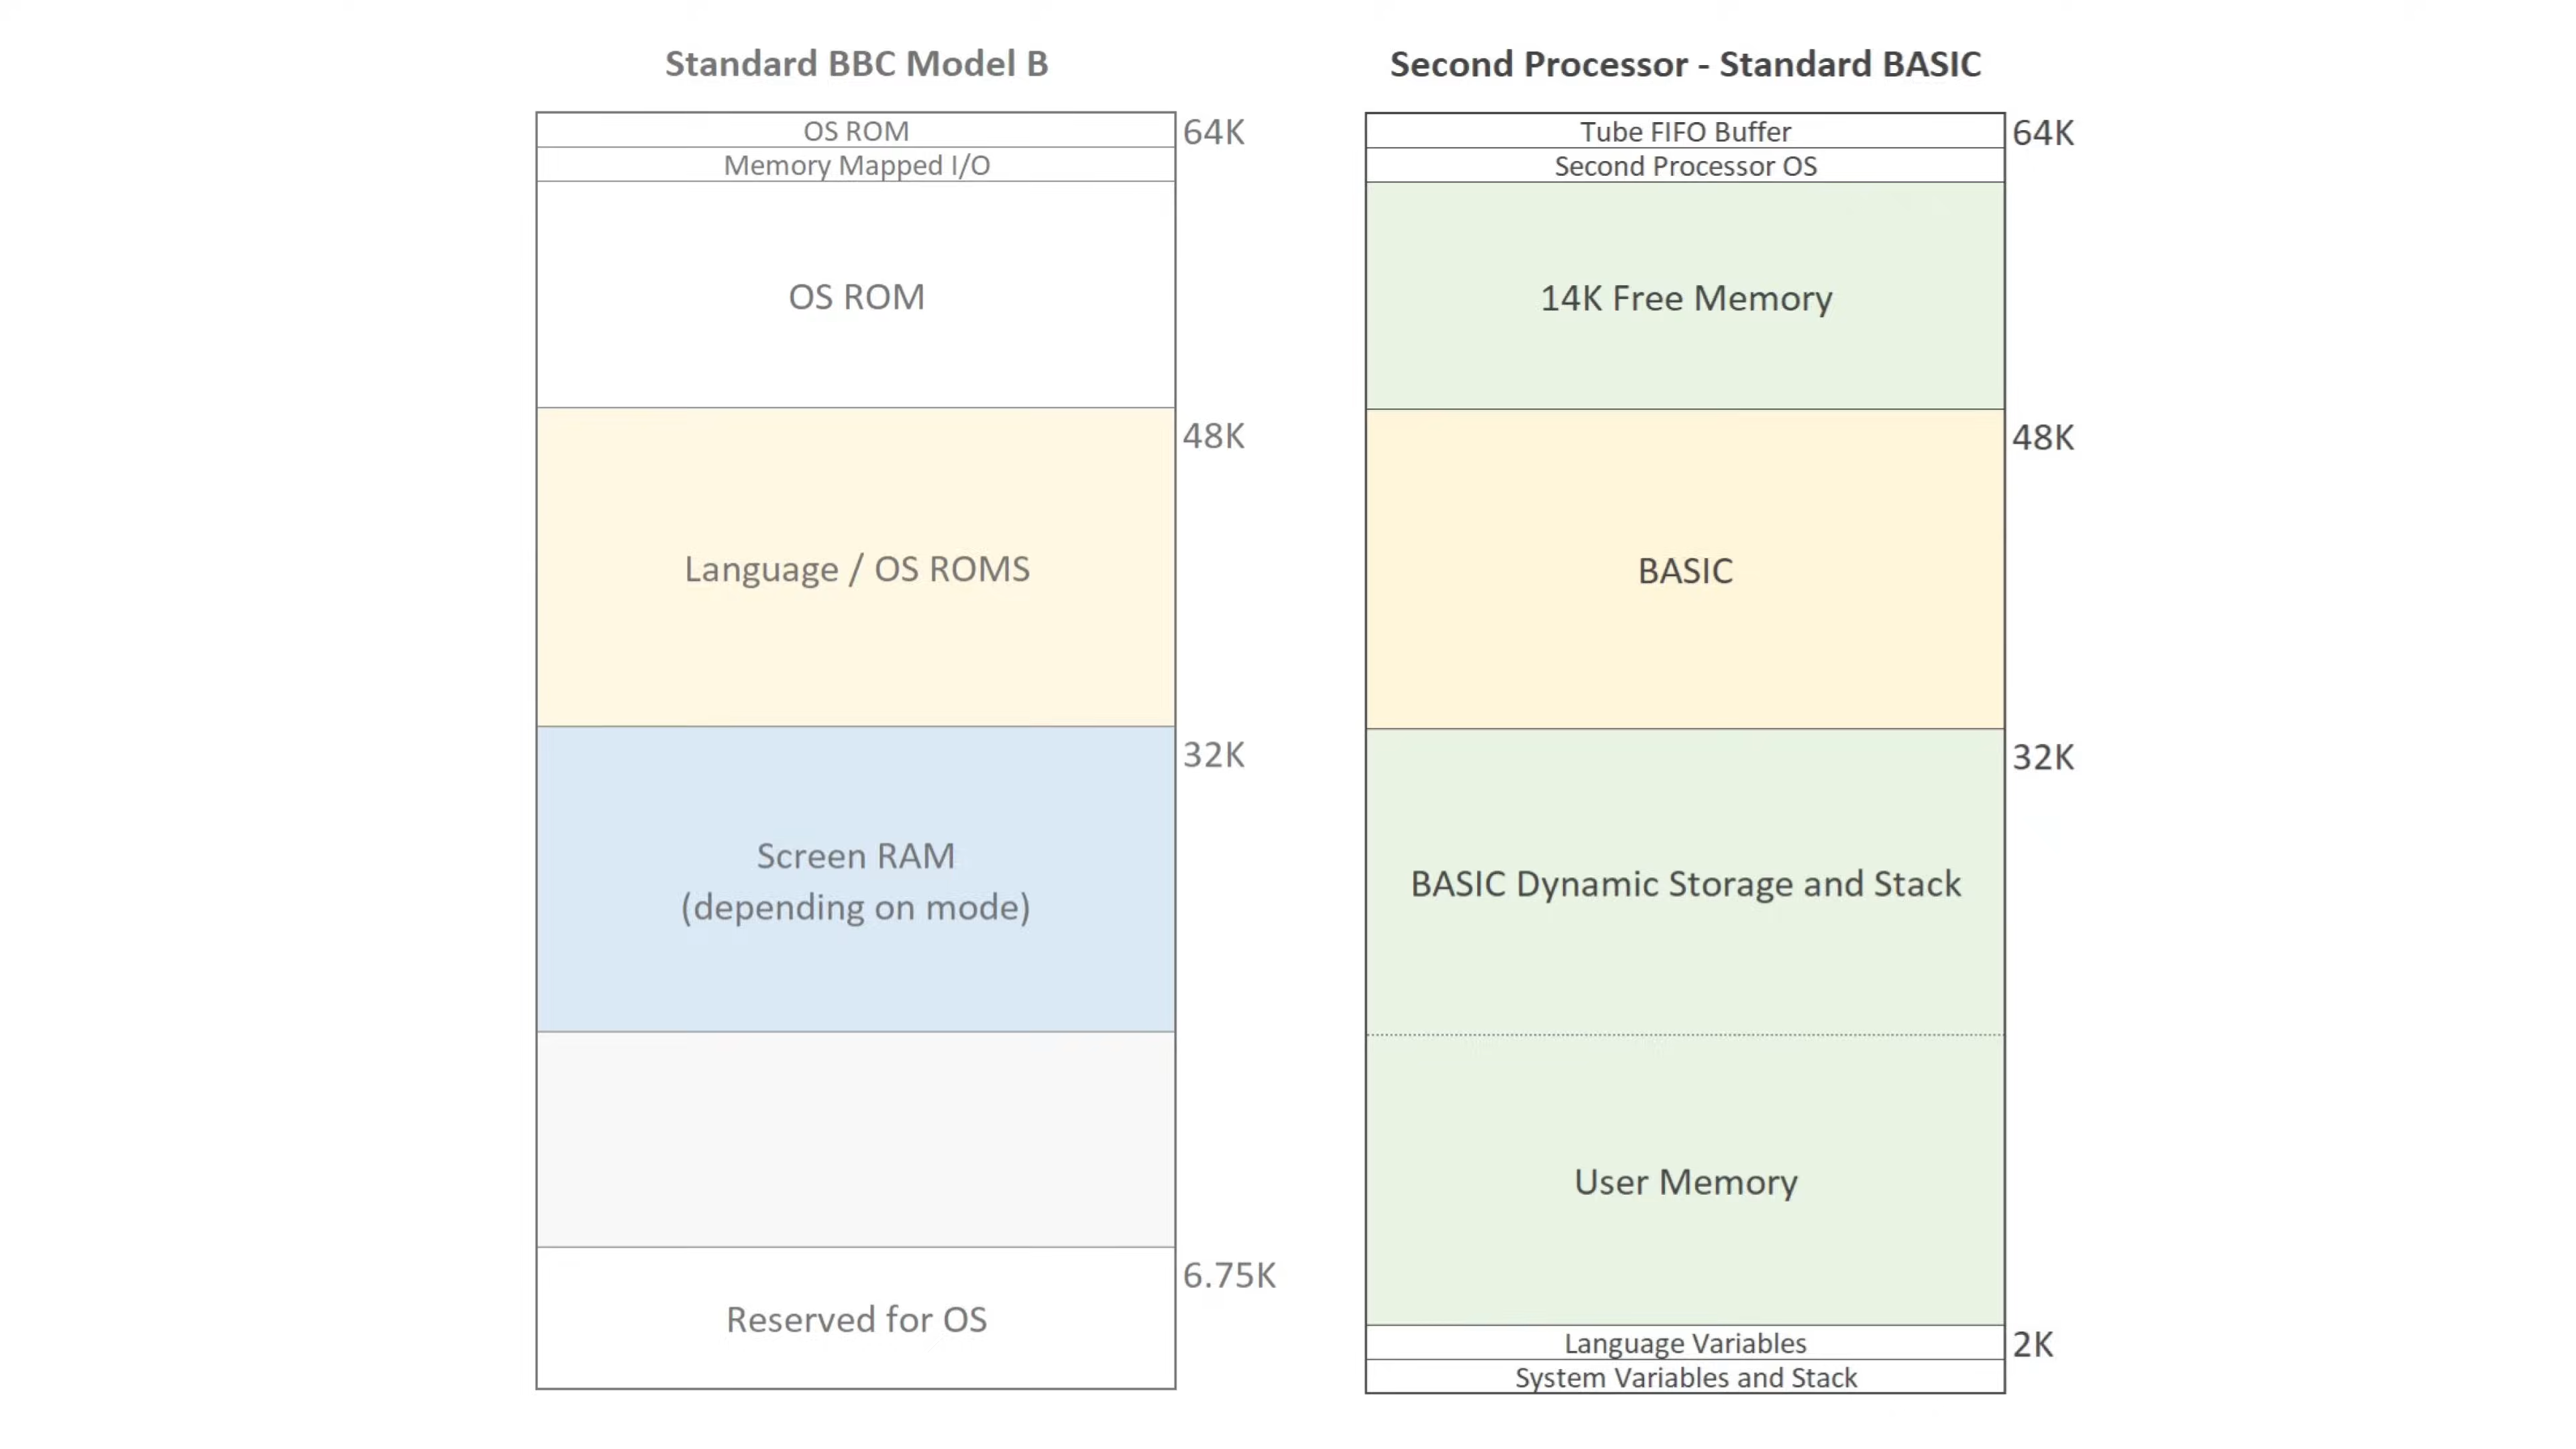 Standard BBC Model B
OS ROM
64K
Memory Mapped I/O
OS ROM
48K
Language / OS ROMS
32K
Screen RAM
(depending on mode)
6.75K
Reserved for OS
Second Processor - Standard BASIC
Tube FIFO Buffer
64K
Second Processor OS
14K Free Memory
48K
BASIC
32K
BASIC Dynamic Storage and Stack
User Memory
Language Variables
2K
System Variables and Stack